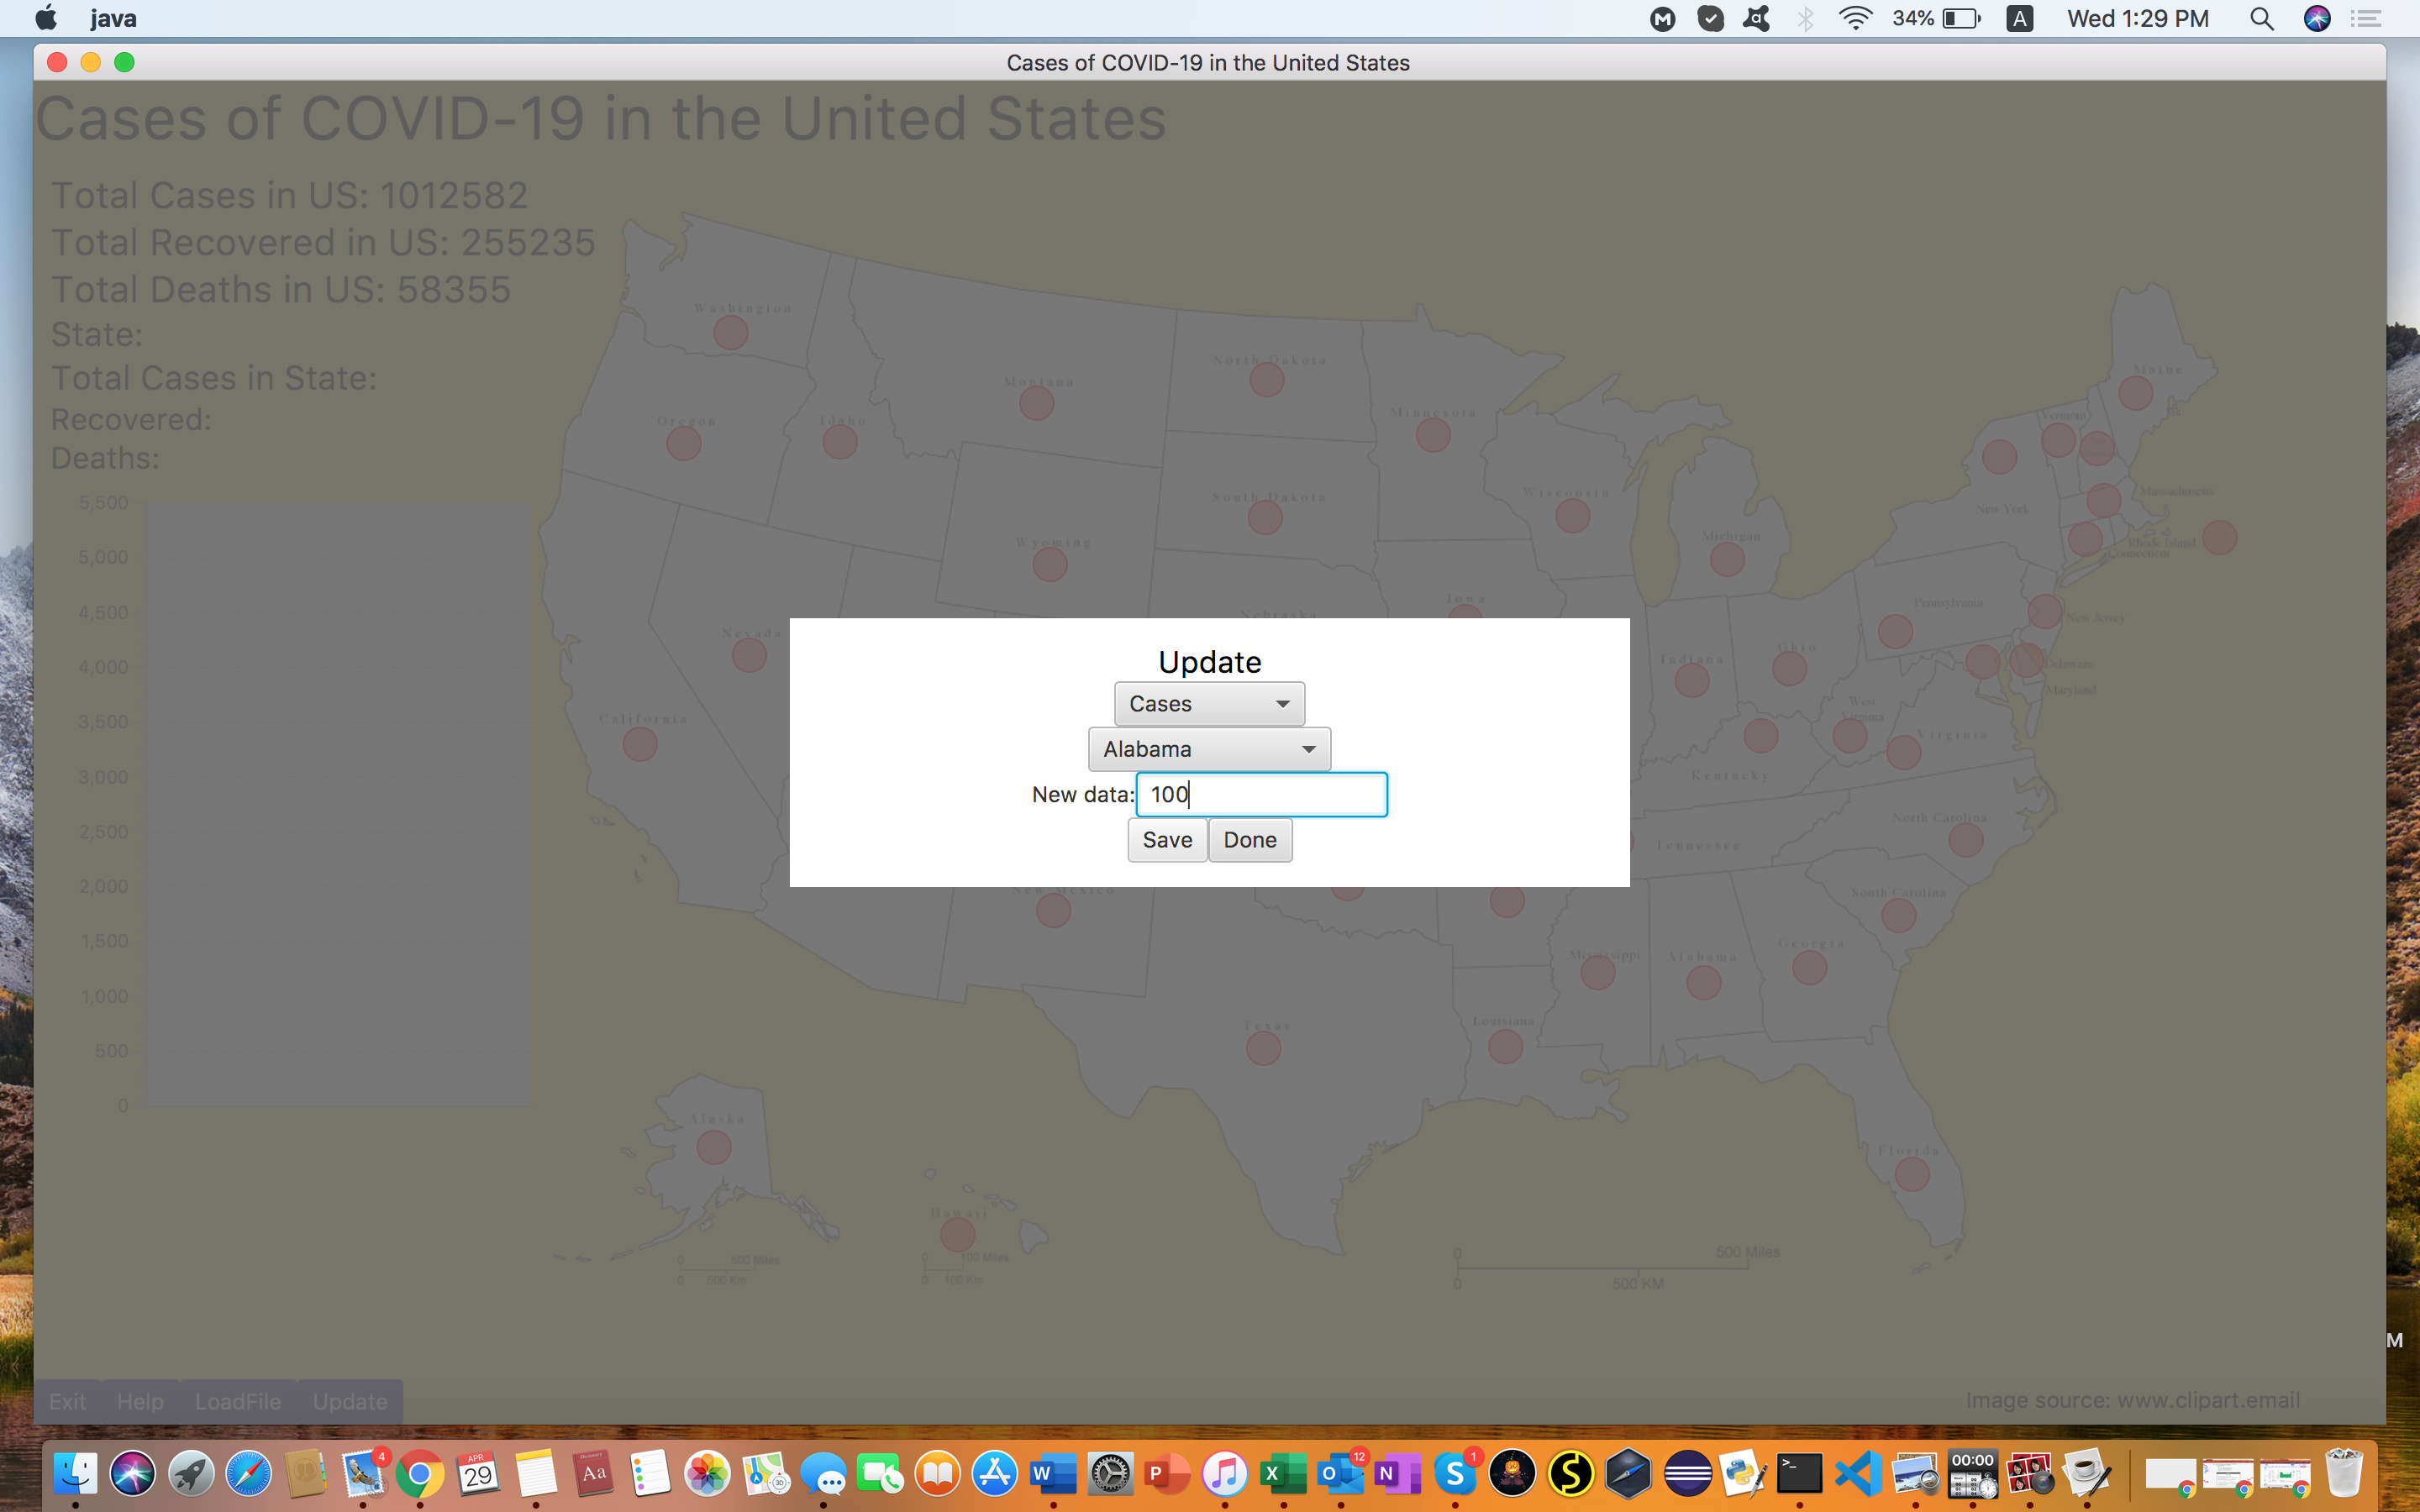 java
34%
A
Wed 1:29 PM
Cases of COVID-19 in the United States
Cases of COVID-19 in the United States
Total Cases in US: 1012582
Total Recovered in US: 255235
Total Deaths in US: 58355
State:
Total Cases in State:
Recovered:
Deaths:
5,500
5,000
4,500
4,000
3,500
3,000
2,500
2,000
1,500
1,000
500
0
Washington
Oregon
Idaho
Montana
North Dakota
Minnesota
South Dakota
Wisconsin
Wyoming
Michigan
Maine
Vermont
New York
Massachusetts
Rhode Island
Connecticut
Iowa
Nebraska
Nevada
Pennsylvania
New Jersey
Ohio
Indiana
Delaware
Maryland
West Virginia
Virginia
California
Kentucky
North Carolina
Tennessee
South Carolina
New Mexico
Mississippi
Alabama
Georgia
Texas
Louisiana
Florida
Alaska
Hawaii
0 500 Miles
0 500 Km
0 100 Miles
0 100 Km
0 500 Miles
0 500 KM
Update
Cases
Alabama
New data: 100
Save Done
Exit Help LoadFile Update
Image source: www.clipart.email
M
4
APR
29
Aa
12
1
00:00